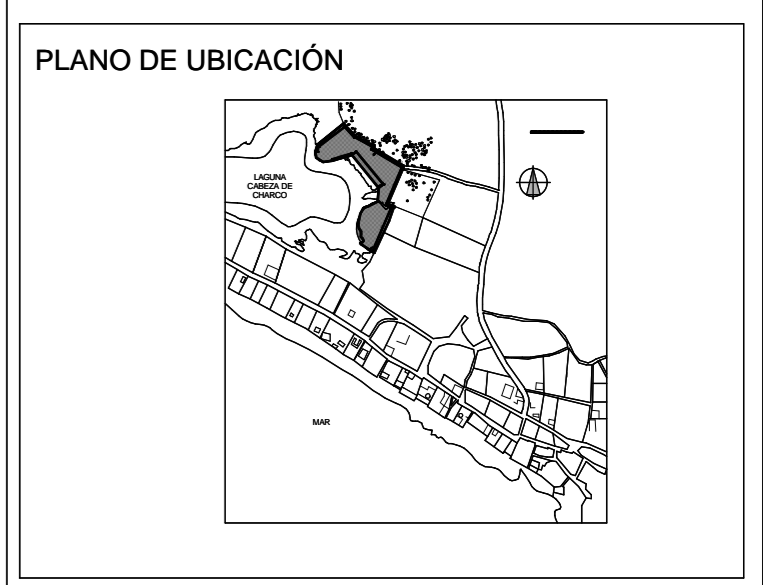 PLANO DE UBICACIÓN
LAGUNA
CABEZA DE
CHARCO
MAR